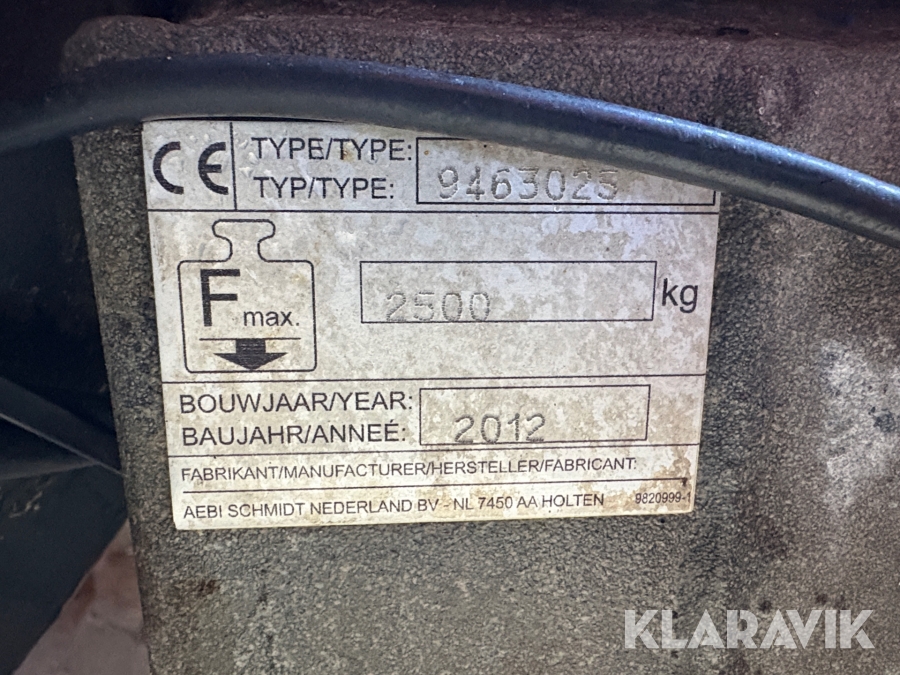 CE
TYPE/TYPE:
TYP/TYPE: 9463025
F max.
2500 kg
BOUWJAAR/YEAR:
BAUJAHR/ANNEÉ: 2012
FABRIKANT/MANUFACTURER/HERSTELLER/FABRICANT:
AEBI SCHMIDT NEDERLAND BV - NL 7450 AA HOLTEN 9820999-1
KLARAVIK